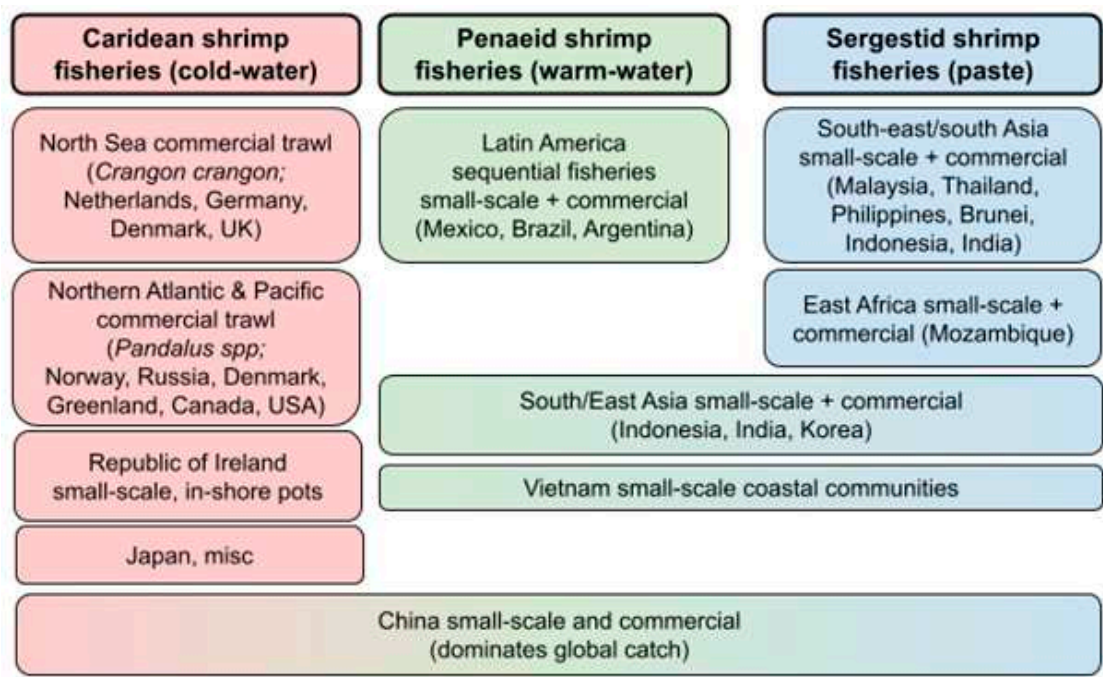 Caridean shrimp
fisheries (cold-water)
Penaeid shrimp
fisheries (warm-water)
Sergestid shrimp
fisheries (paste)
North Sea commercial trawl
(Crangon crangon;
Netherlands, Germany,
Denmark, UK)
Latin America
sequential fisheries
small-scale + commercial
(Mexico, Brazil, Argentina)
South-east/south Asia
small-scale + commercial
(Malaysia, Thailand,
Philippines, Brunei,
Indonesia, India)
Northern Atlantic & Pacific
commercial trawl
(Pandalus spp;
Norway, Russia, Denmark,
Greenland, Canada, USA)
East Africa small-scale +
commercial (Mozambique)
South/East Asia small-scale + commercial
(Indonesia, India, Korea)
Republic of Ireland
small-scale, in-shore pots
Vietnam small-scale coastal communities
Japan, misc
China small-scale and commercial
(dominates global catch)